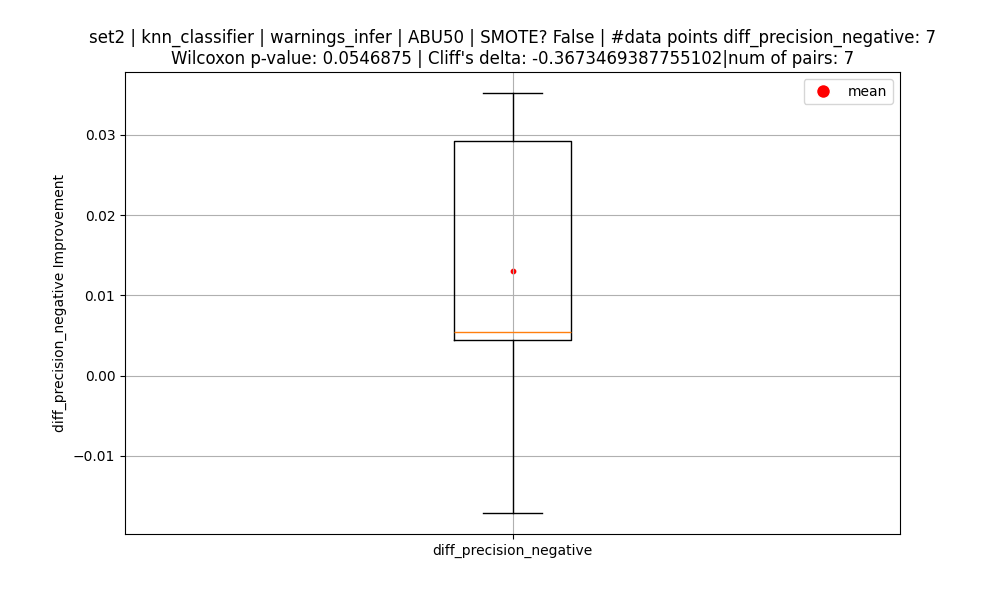 set2 | knn_classifier | warnings_infer | ABU50 | SMOTE? False | #data points diff_precision_negative: 7
Wilcoxon p-value: 0.0546875 | Cliff's delta: -0.3673469387755102|num of pairs: 7
mean
0.03
0.02
0.01
0.00
−0.01
diff_precision_negative Improvement
diff_precision_negative